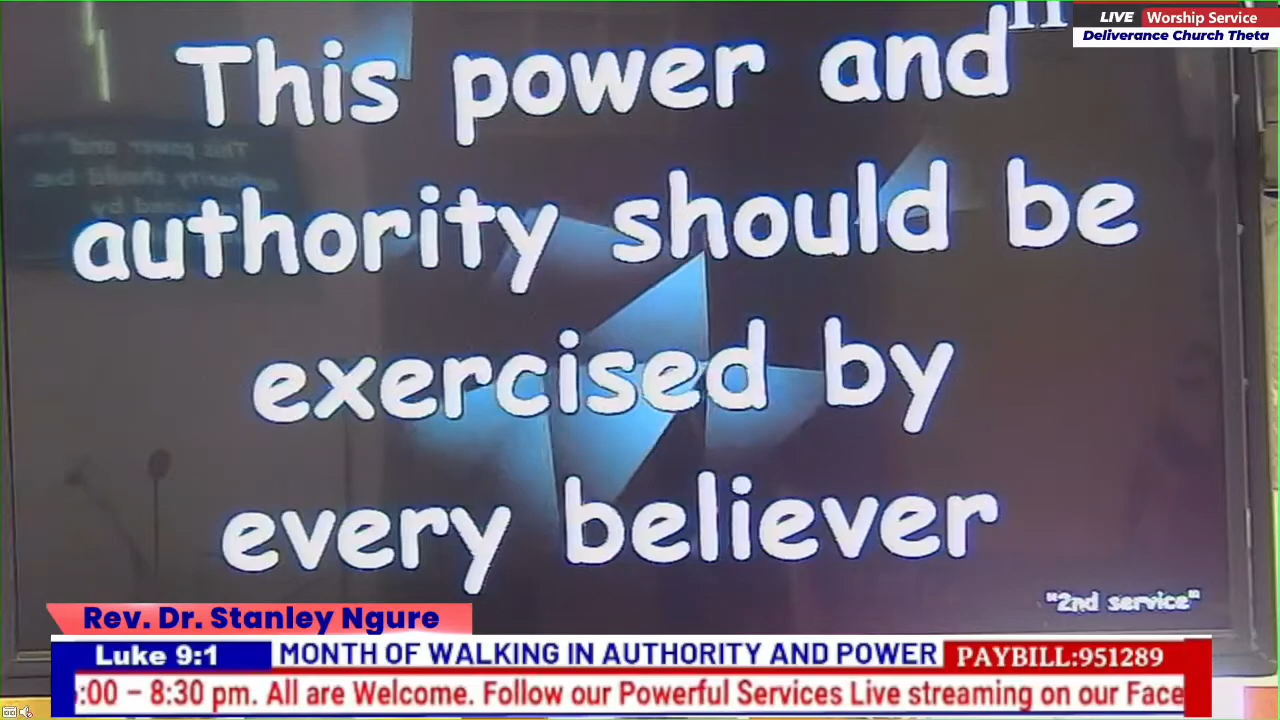 LIVE Worship Service
Deliverance Church Theta
This power and
authority should be
exercised by
every believer
"2nd service"
Rev. Dr. Stanley Ngure
Luke 9:1 MONTH OF WALKING IN AUTHORITY AND POWER PAYBILL:951289
:00 – 8:30 pm. All are Welcome. Follow our Powerful Services Live streaming on our Face